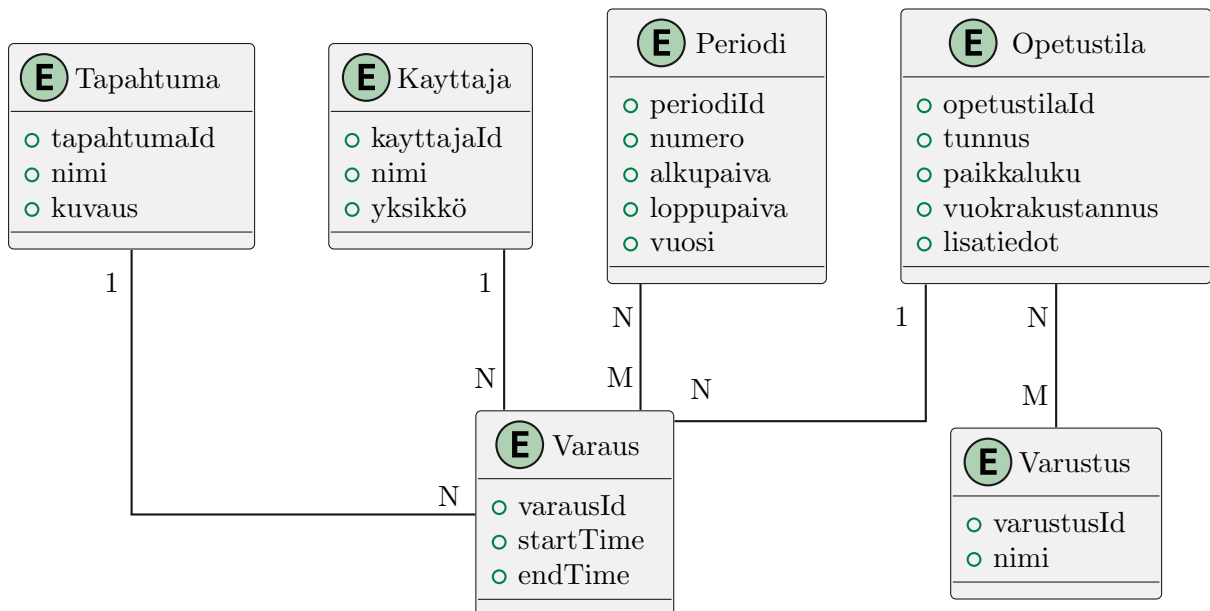 E Tapahtuma
tapahtumaId
nimi
kuvaus
E Kayttaja
kayttajaId
nimi
yksikkö
E Periodi
periodiId
numero
alkupaiva
loppupaiva
vuosi
E Opetustila
opetustilaId
tunnus
paikkaluku
vuokrakustannus
lisatiedot
1
1
N
1
N
N
M
N
M
N
E Varaus
varausId
startTime
endTime
E Varustus
varustusId
nimi